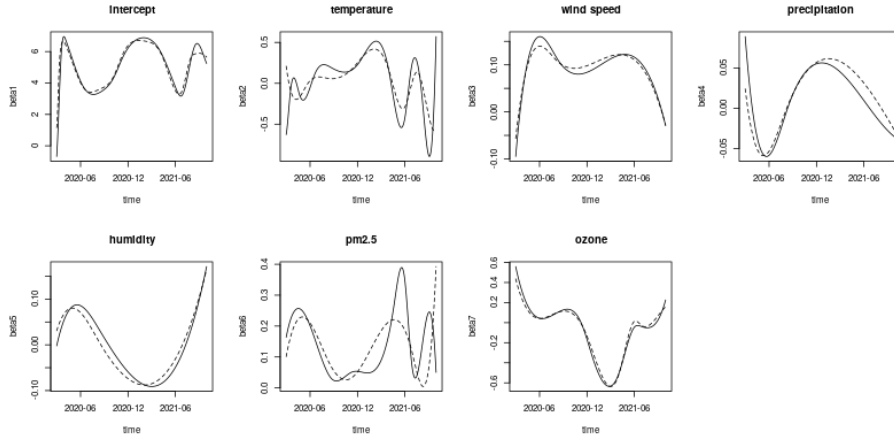 Intercept
temperature
wind speed
precipitation
beta1
0 2 4 6
2020-06 2020-12 2021-06
time
beta2
-0.5 0.0 0.5
2020-06 2020-12 2021-06
time
beta3
-0.10 0.00 0.10
2020-06 2020-12 2021-06
time
beta4
-0.05 0.00 0.05
2020-06 2020-12 2021-06
time
humidity
pm2.5
ozone
beta5
-0.10 0.00 0.10
2020-06 2020-12 2021-06
time
beta6
0.0 0.1 0.2 0.3 0.4
2020-06 2020-12 2021-06
time
beta7
-0.6 -0.2 0.2 0.4 0.6
2020-06 2020-12 2021-06
time